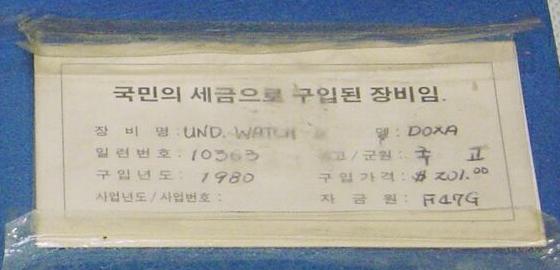 국민의 세금으로 구입된 장비임.
장 비 명 : UND. WATCH 델 : DOXA
일련번호 : 10363 고/군원 : 국 고
구입년도 : 1980 구입가격 : $ 201.00
사업년도/사업번호 : 자 금 원 : F47G